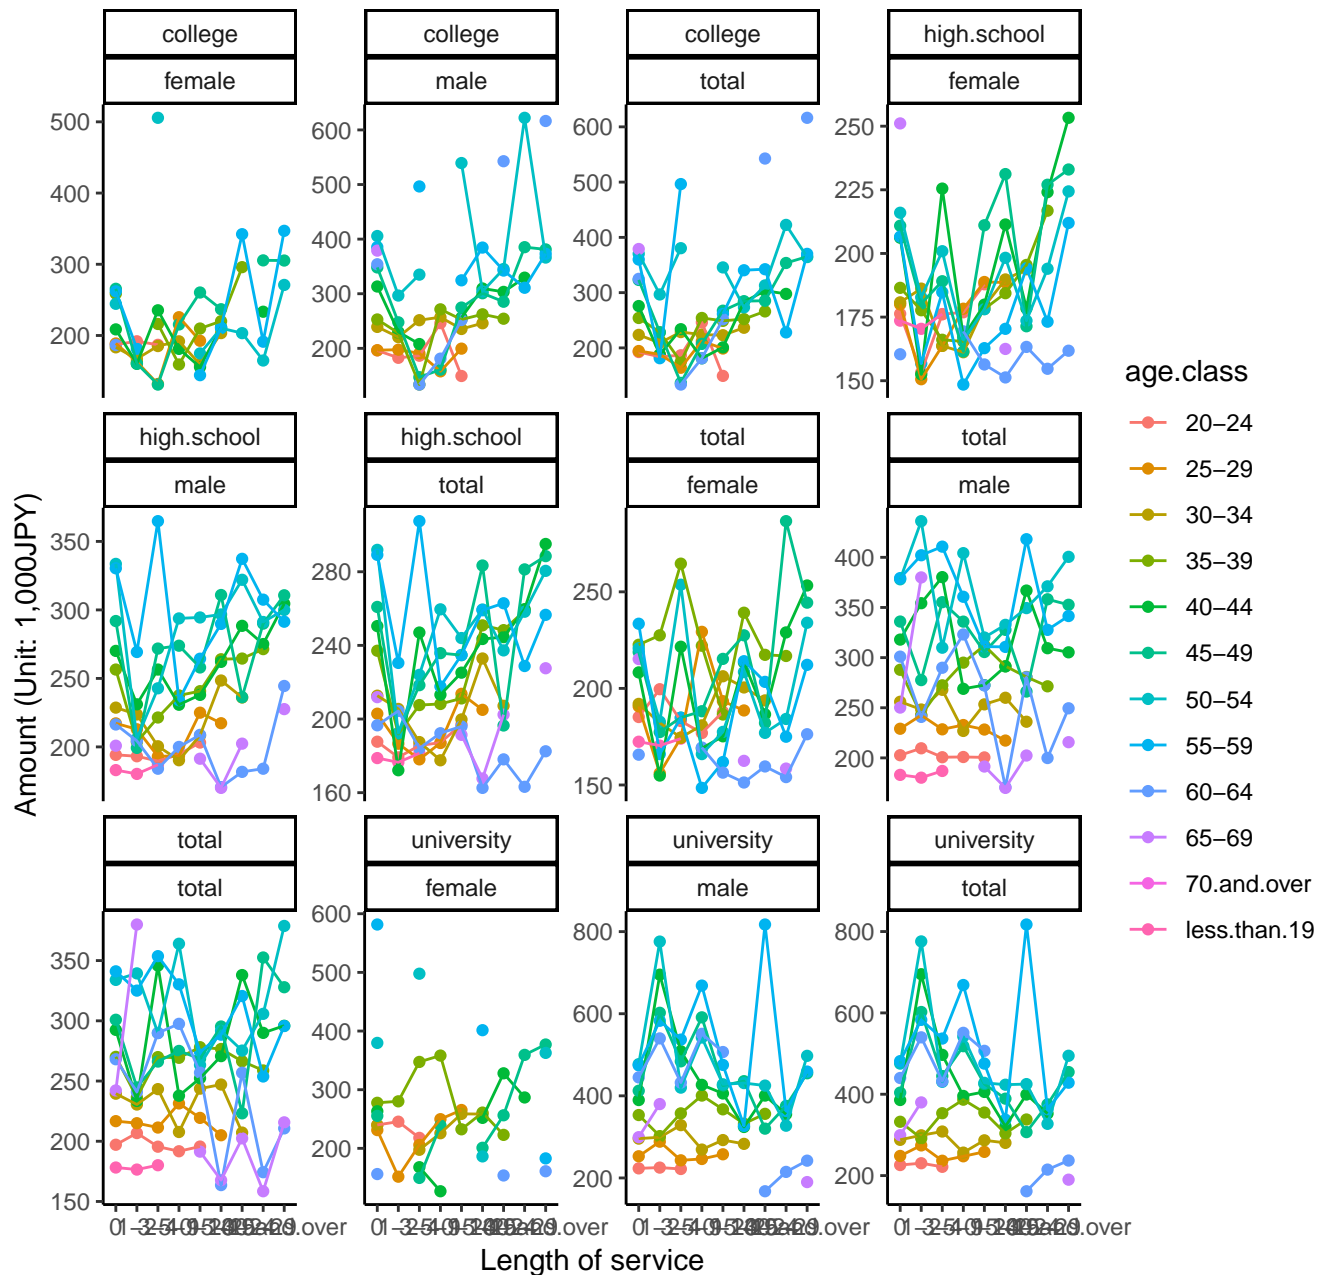 college
college
college
high.school
female
male
total
female
500
400
300
200
600
500
400
300
200
600
500
400
300
200
250
225
200
175
150
high.school
high.school
total
total
male
total
female
male
350
300
250
200
280
240
200
160
250
200
150
400
350
300
250
200
total
university
university
university
total
female
male
total
350
300
250
200
150
600
500
400
300
200
800
600
400
200
800
600
400
200
Amount (Unit: 1,000JPY)
Length of service
age.class
20−24
25−29
30−34
35−39
40−44
45−49
50−54
55−59
60−64
65−69
70.and.over
less.than.19